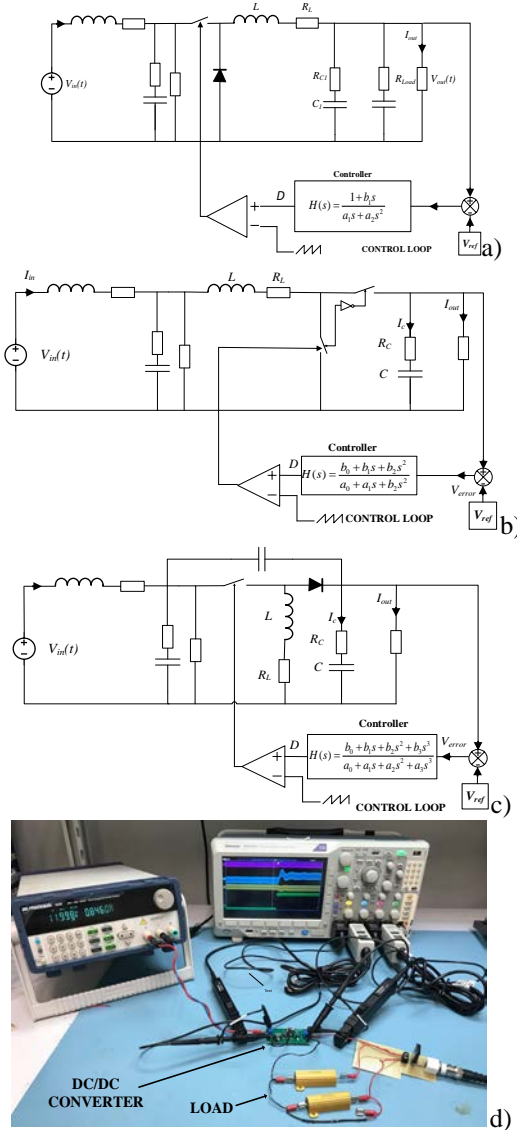 L
R_L
I_out
V_in(t)
R_C1
C_1
R_Load
V_out(t)
Controller
D
H(s) = (1 + b_1 s) / (a_1 s + a_2 s^2)
+
−
CONTROL LOOP
V_ref
a)
I_in
L
R_L
I_out
I_c
V_in(t)
R_C
C
Controller
D
H(s) = (b_0 + b_1 s + b_2 s^2) / (a_0 + a_1 s + b_2 s^2)
+
−
V_error
CONTROL LOOP
V_ref
b)
L
I_c
I_out
V_in(t)
R_C
R_L
C
Controller
D
H(s) = (b_0 + b_1 s + b_2 s^2 + b_3 s^3) / (a_0 + a_1 s + a_2 s^2 + a_3 s^3)
+
−
V_error
CONTROL LOOP
V_ref
c)
DC/DC
CONVERTER
LOAD
d)